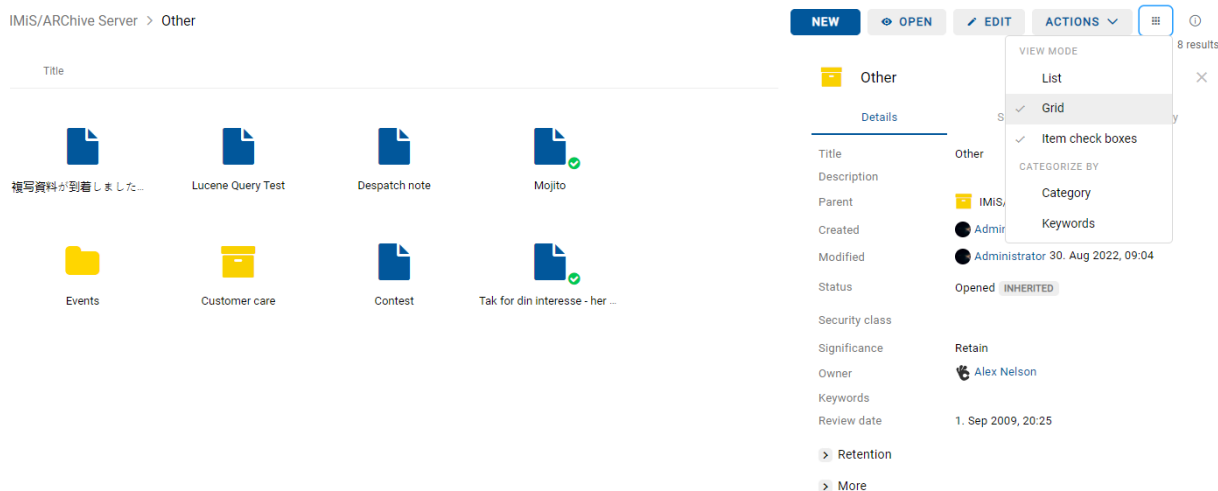 IMiS/ARChive Server > Other
NEW
OPEN
EDIT
ACTIONS
8 results
Title
複写資料が到着しました...
Lucene Query Test
Despatch note
Mojito
Events
Customer care
Contest
Tak for din interesse - her ...
VIEW MODE
List
Grid
Item check boxes
CATEGORIZE BY
Category
Keywords
Other
Details
S
y
Title Other
Description
Parent IMiS/
Created Admir
Modified Administrator 30. Aug 2022, 09:04
Status Opened INHERITED
Security class
Significance Retain
Owner Alex Nelson
Keywords
Review date 1. Sep 2009, 20:25
Retention
More